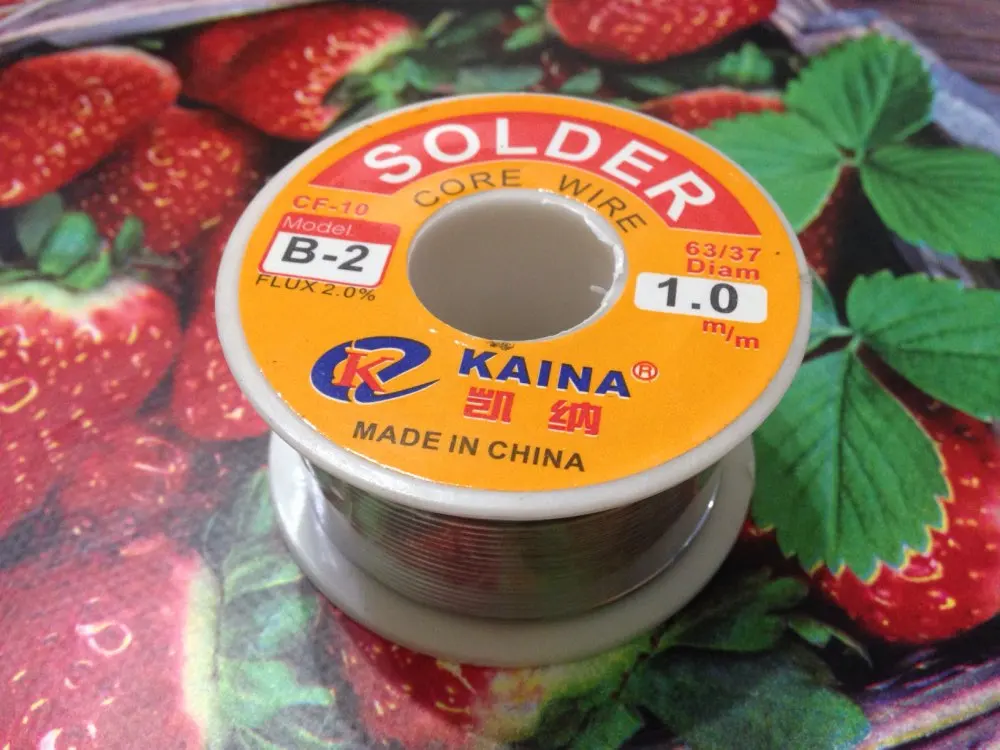 SOLDER
CORE WIRE
CF-10
Model
B-2
FLUX 2.0%
63/37
Diam
1.0
m/m
K
KAINA®
凯纳
MADE IN CHINA